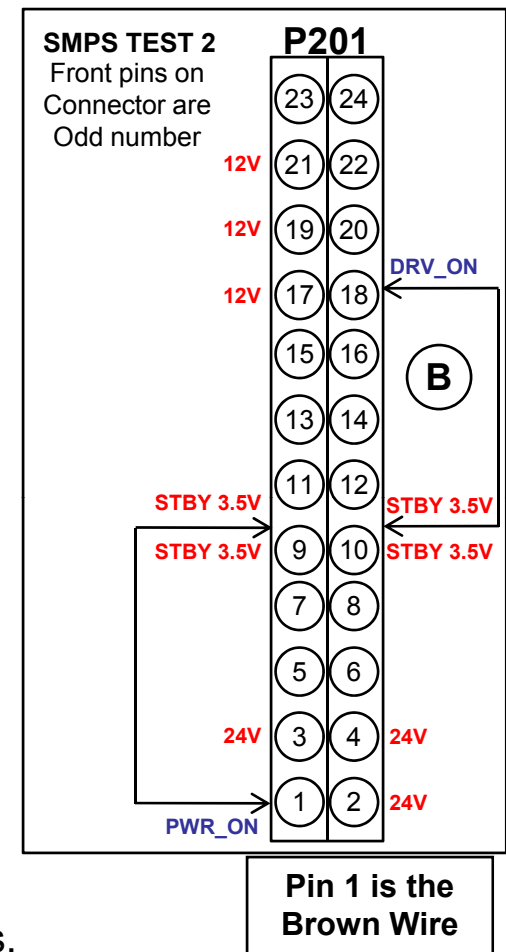 SMPS TEST 2
Front pins on
Connector are
Odd number
P201
23 24
12V 21 22
12V 19 20
DRV_ON
12V 17 18
15 16
B
13 14
11 12
STBY 3.5V STBY 3.5V
STBY 3.5V 9 10 STBY 3.5V
7 8
5 6
24V 3 4 24V
1 2 24V
PWR_ON
Pin 1 is the
Brown Wire
s.